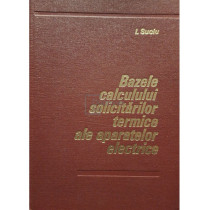 I. Suciu
Bazele
calculului
solicitărilor
termice
ale aparatelor
electrice